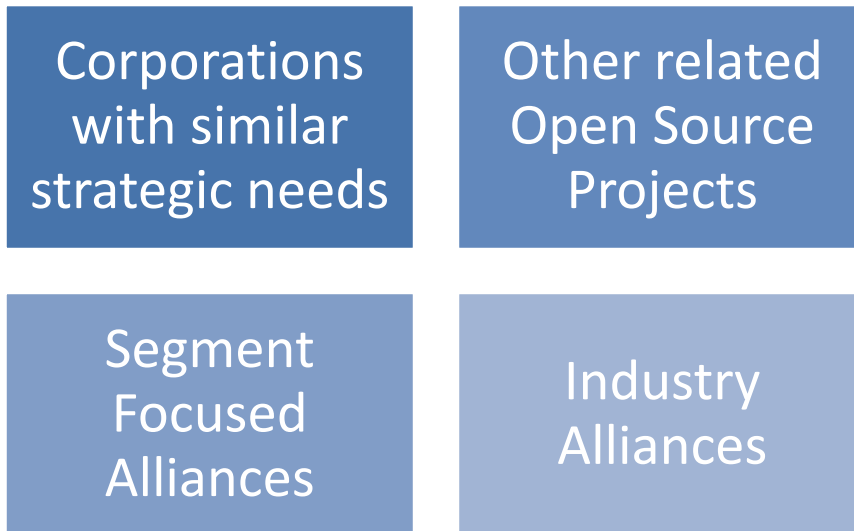 Corporations
with similar
strategic needs
Other related
Open Source
Projects
Segment
Focused
Alliances
Industry
Alliances